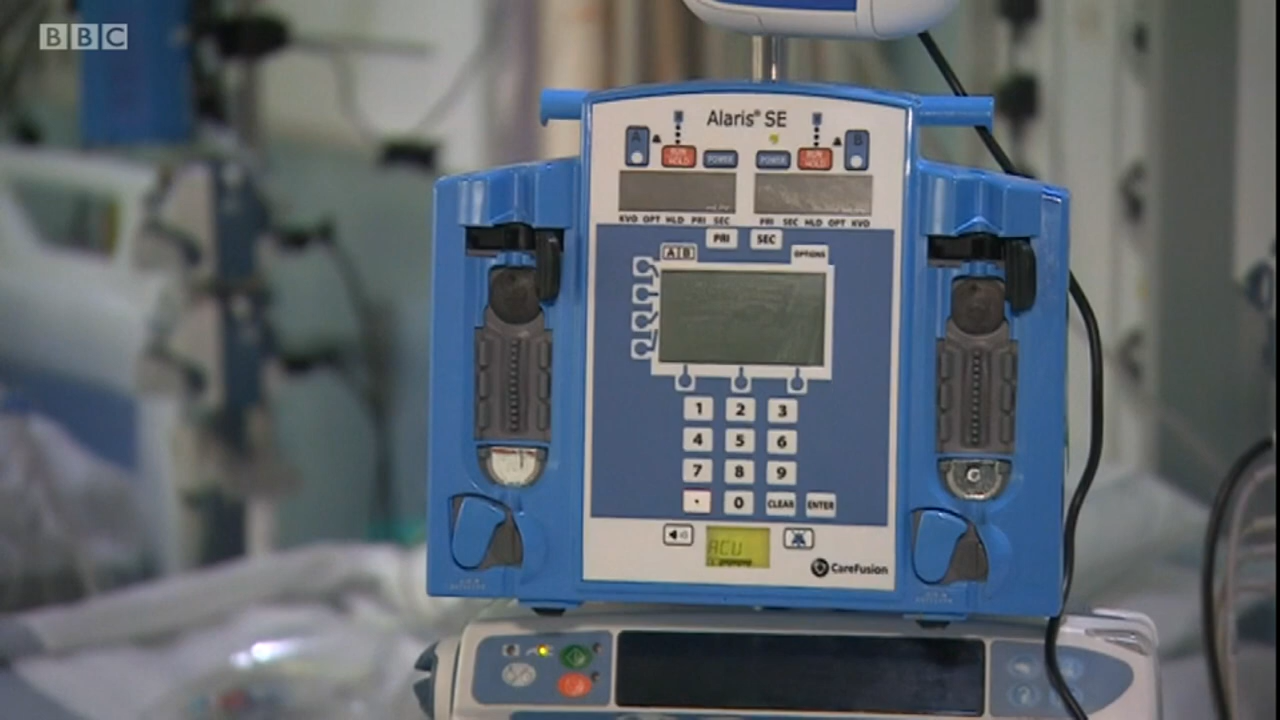 BBC
Alaris® SE
A
B
RUN HOLD POWER POWER RUN HOLD
KVO OPT HLD PRI SEC PRI SEC HLD OPT KVO
PRI SEC
A B
OPTIONS
1 2 3
4 5 6
7 8 9
. 0 CLEAR ENTER
ACU
CareFusion